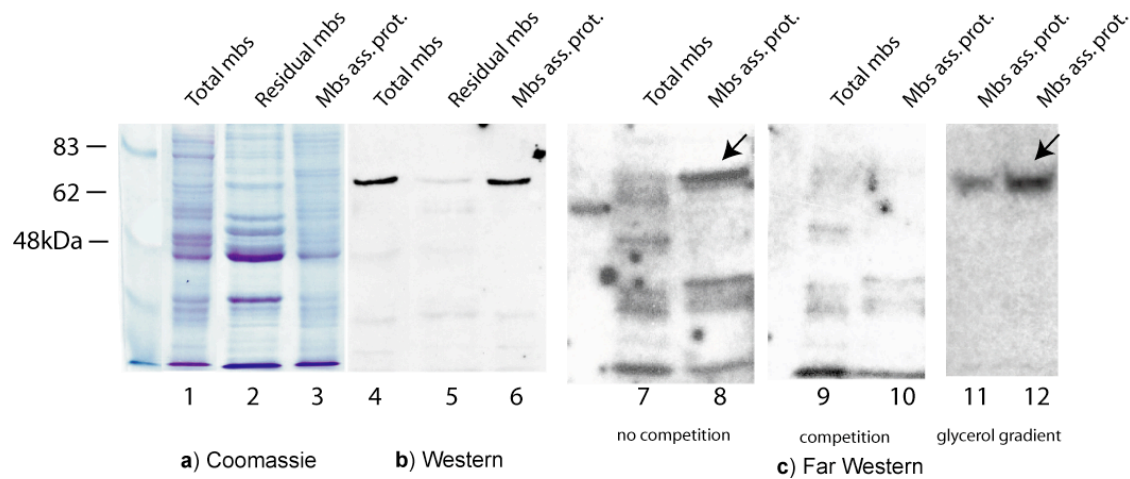 Total mbs
Residual mbs
Mbs ass. prot.
Total mbs
Residual mbs
Mbs ass. prot.
Total mbs
Mbs ass. prot.
Total mbs
Mbs ass. prot.
Mbs ass. prot.
Mbs ass. prot.
83
62
48kDa
1 2 3 4 5 6 7 8 9 10 11 12
no competition competition glycerol gradient
a) Coomassie b) Western c) Far Western